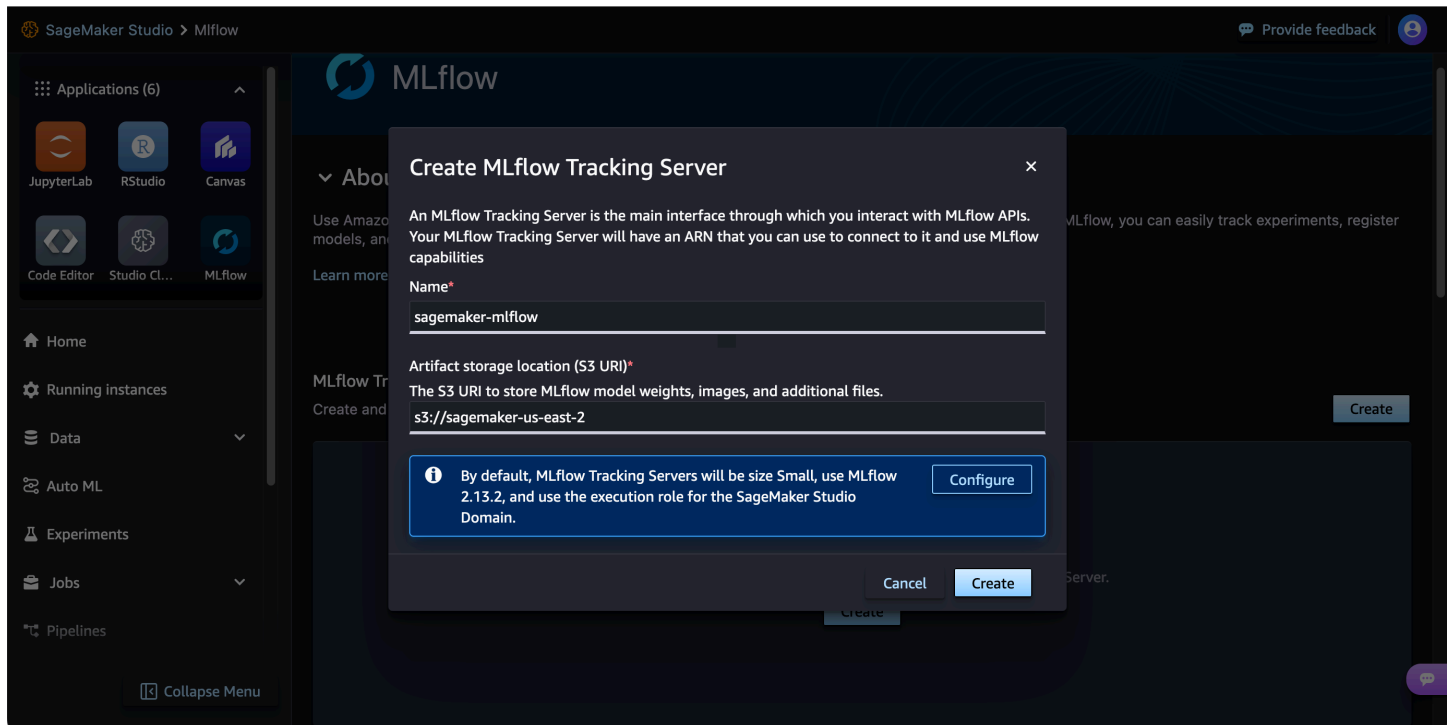 SageMaker Studio > Mlflow
Provide feedback
Applications (6)
JupyterLab
RStudio
Canvas
Code Editor
Studio Cl...
MLflow
Home
Running instances
Data
Auto ML
Experiments
Jobs
Pipelines
Collapse Menu
MLflow
Abou
Use Amazo
MLflow, you can easily track experiments, register
models, an
Learn more
MLflow Tr
Create and
Create
Server.
Create
Create MLflow Tracking Server
An MLflow Tracking Server is the main interface through which you interact with MLflow APIs.
Your MLflow Tracking Server will have an ARN that you can use to connect to it and use MLflow
capabilities
Name*
sagemaker-mlflow
Artifact storage location (S3 URI)*
The S3 URI to store MLflow model weights, images, and additional files.
s3://sagemaker-us-east-2
By default, MLflow Tracking Servers will be size Small, use MLflow
2.13.2, and use the execution role for the SageMaker Studio
Domain.
Configure
Cancel
Create